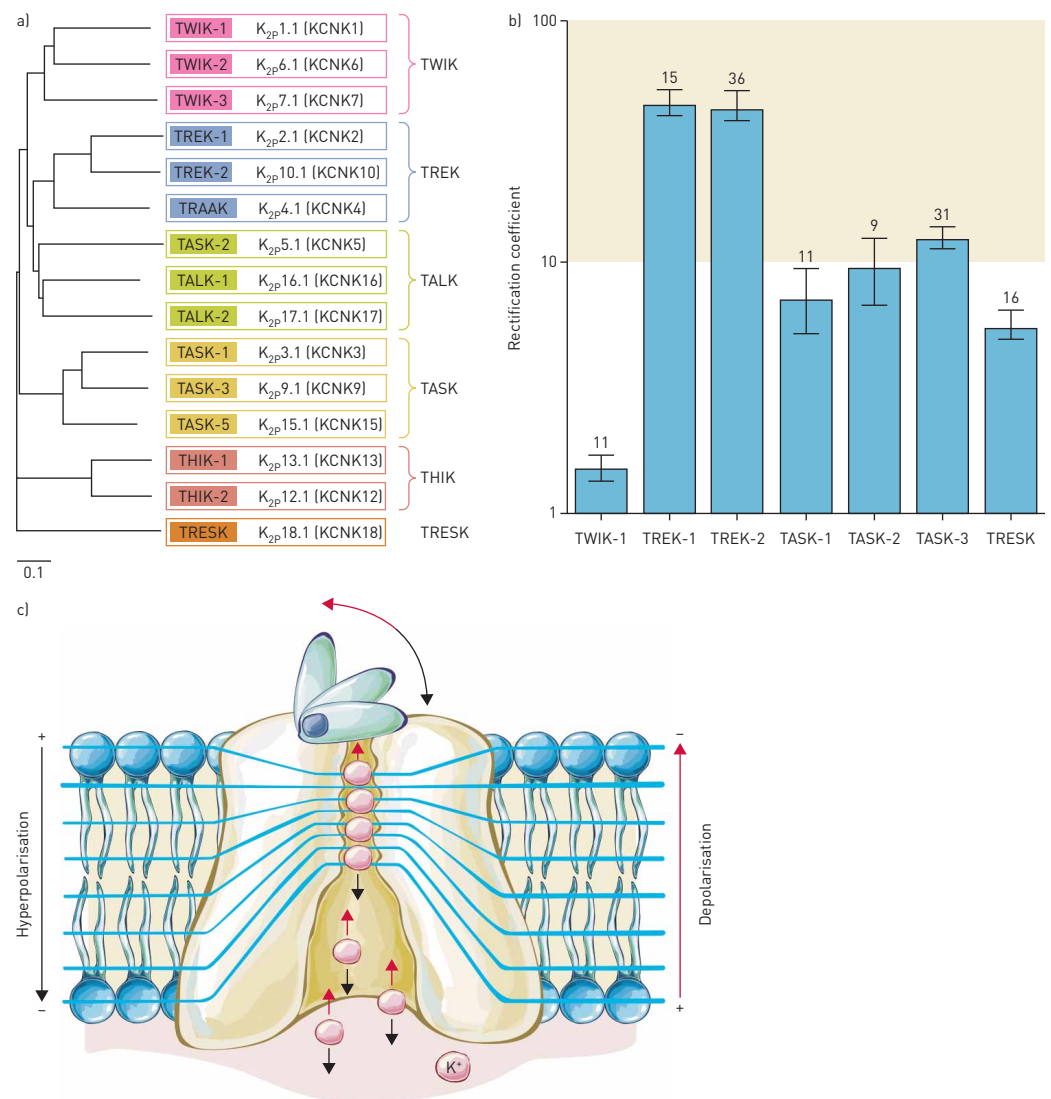 a)
TWIK-1 K2P1.1 (KCNK1)
TWIK-2 K2P6.1 (KCNK6)
TWIK
TWIK-3 K2P7.1 (KCNK7)
TREK-1 K2P2.1 (KCNK2)
TREK-2 K2P10.1 (KCNK10)
TREK
TRAAK K2P4.1 (KCNK4)
TASK-2 K2P5.1 (KCNK5)
TALK-1 K2P16.1 (KCNK16)
TALK
TALK-2 K2P17.1 (KCNK17)
TASK-1 K2P3.1 (KCNK3)
TASK-3 K2P9.1 (KCNK9)
TASK
TASK-5 K2P15.1 (KCNK15)
THIK-1 K2P13.1 (KCNK13)
THIK
THIK-2 K2P12.1 (KCNK12)
TRESK K2P18.1 (KCNK18)
TRESK
0.1
b)
Rectification coefficient
100
10
1
11
15
36
11
9
31
16
TWIK-1 TREK-1 TREK-2 TASK-1 TASK-2 TASK-3 TRESK
c)
+
Hyperpolarisation
–
–
Depolarisation
+
K+